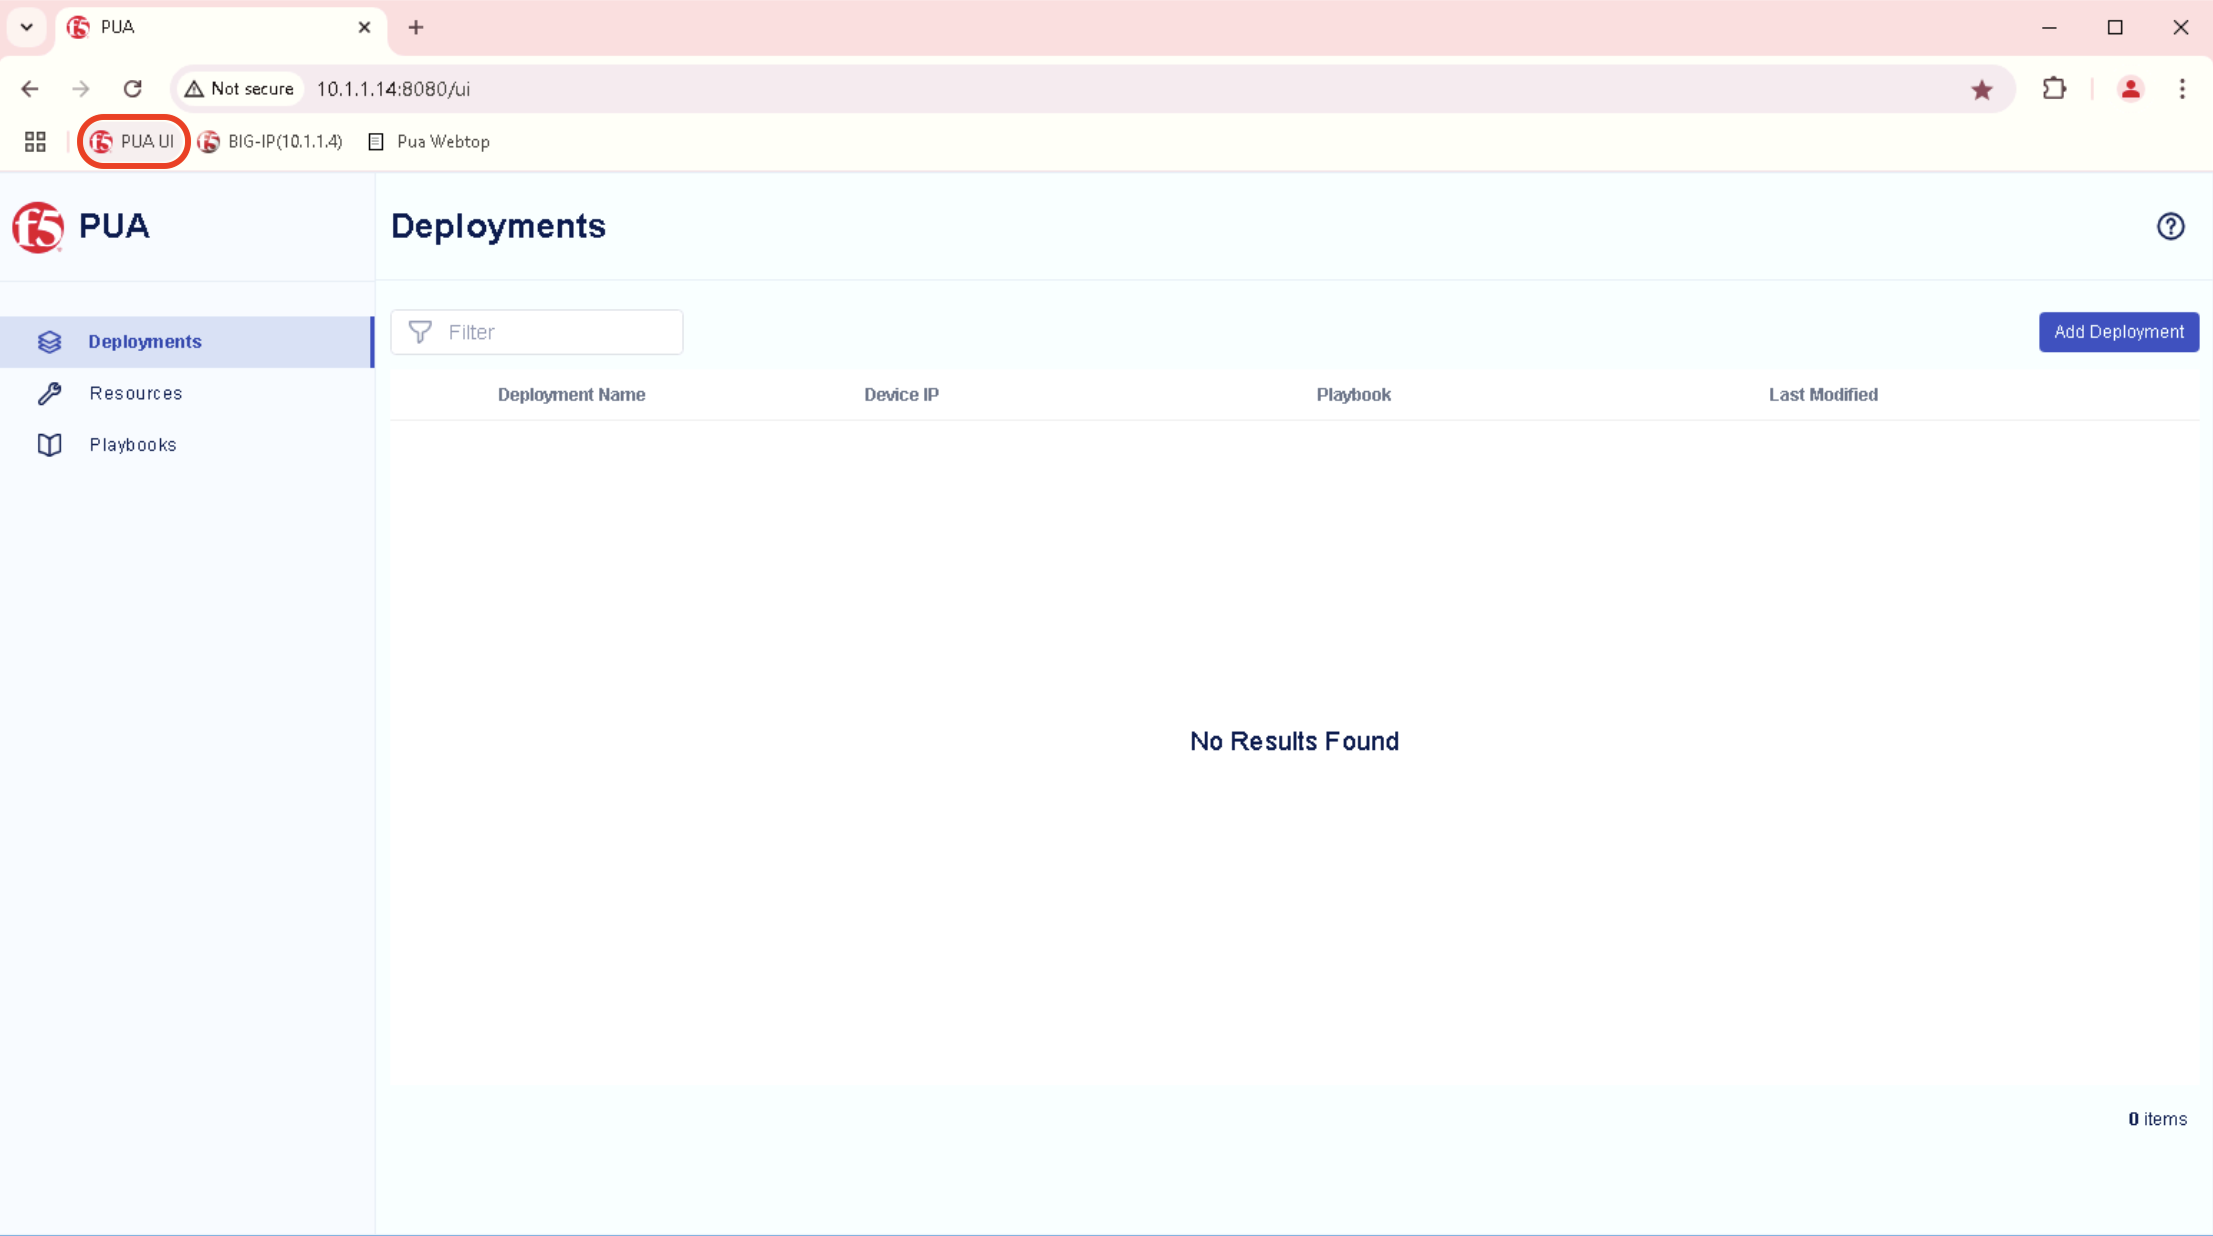 PUA
Not secure 10.1.1.14:8080/ui
PUA UI BIG-IP(10.1.1.4) Pua Webtop
f5 PUA
Deployments
Deployments
Resources
Playbooks
Filter
Add Deployment
Deployment Name Device IP Playbook Last Modified
No Results Found
0 items